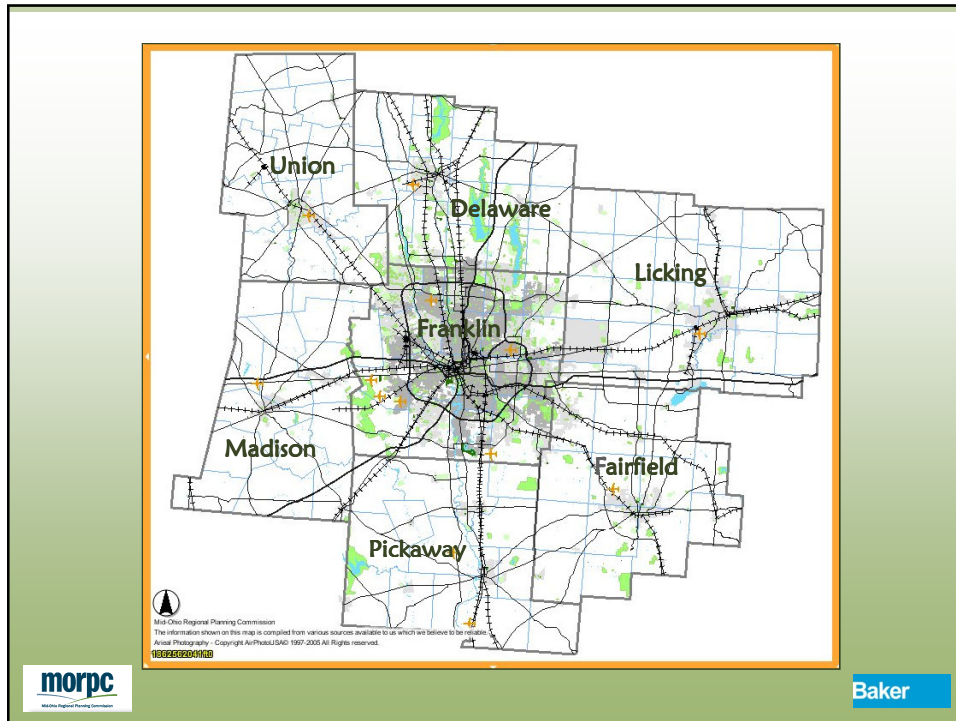 Union
Delaware
Licking
Franklin
Madison
Fairfield
Pickaway
Mid-Ohio Regional Planning Commission
The information shown on this map is compiled from various sources available to us which we believe to be reliable.
Arieal Photography - Copyright AirPhotoUSA© 1997-2005 All Rights reserved.
morpc
Mid-Ohio Regional Planning Commission
Baker